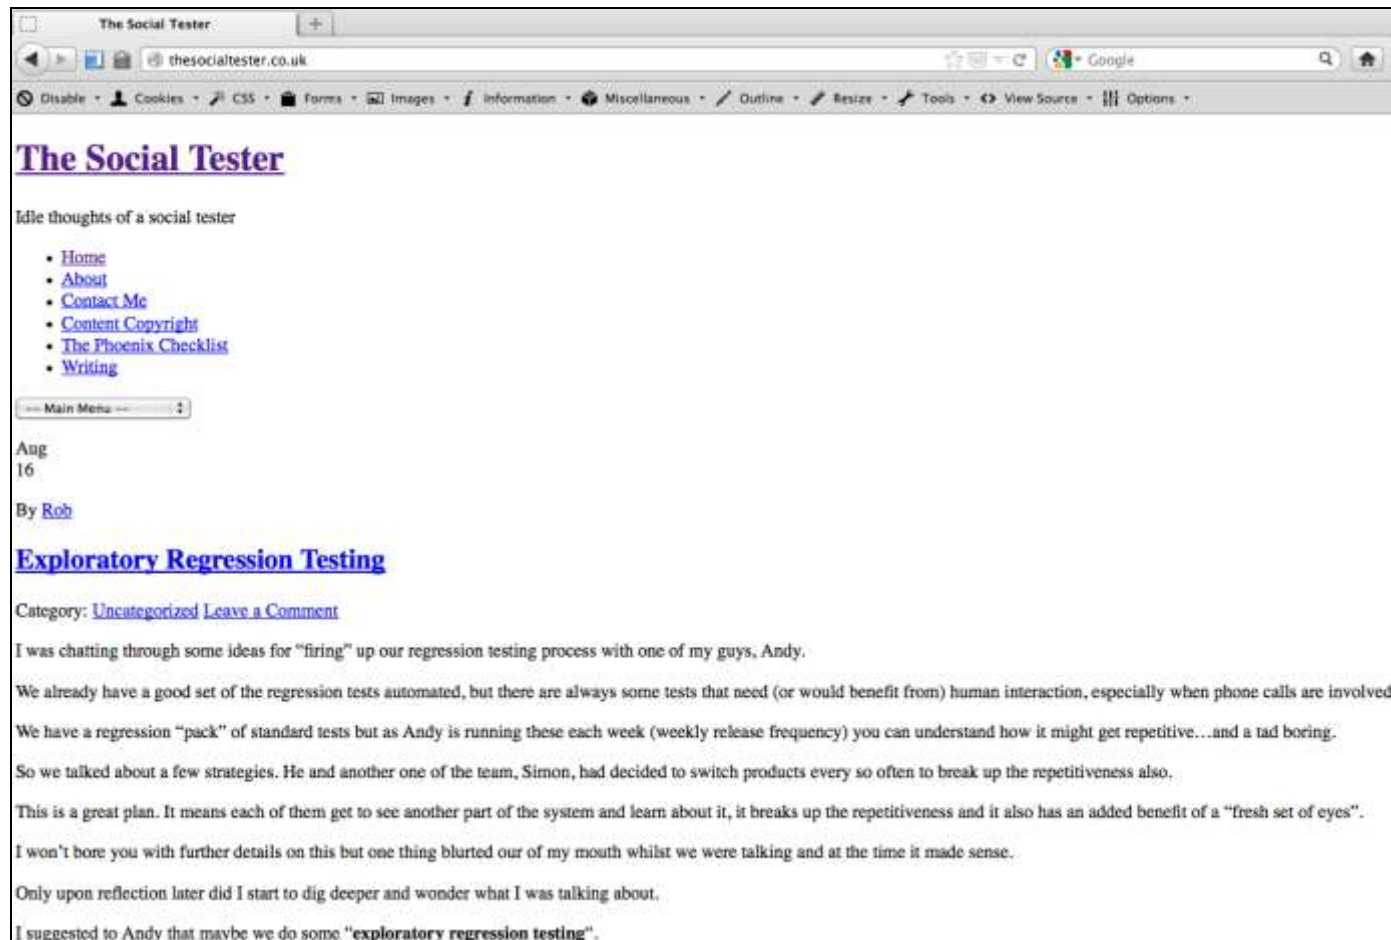 The Social Tester
thesocialtester.co.uk
Google
Disable Cookies CSS Forms Images Information Miscellaneous Outline Resize Tools View Source Options
The Social Tester
Idle thoughts of a social tester
Home
About
Contact Me
Content Copyright
The Phoenix Checklist
Writing
--- Main Menu ---
Aug
16
By Rob
Exploratory Regression Testing
Category: Uncategorized Leave a Comment
I was chatting through some ideas for “firing” up our regression testing process with one of my guys, Andy.
We already have a good set of the regression tests automated, but there are always some tests that need (or would benefit from) human interaction, especially when phone calls are involved
We have a regression “pack” of standard tests but as Andy is running these each week (weekly release frequency) you can understand how it might get repetitive…and a tad boring.
So we talked about a few strategies. He and another one of the team, Simon, had decided to switch products every so often to break up the repetitiveness also.
This is a great plan. It means each of them get to see another part of the system and learn about it, it breaks up the repetitiveness and it also has an added benefit of a “fresh set of eyes”.
I won’t bore you with further details on this but one thing blurted our of my mouth whilst we were talking and at the time it made sense.
Only upon reflection later did I start to dig deeper and wonder what I was talking about.
I suggested to Andy that maybe we do some “exploratory regression testing“.